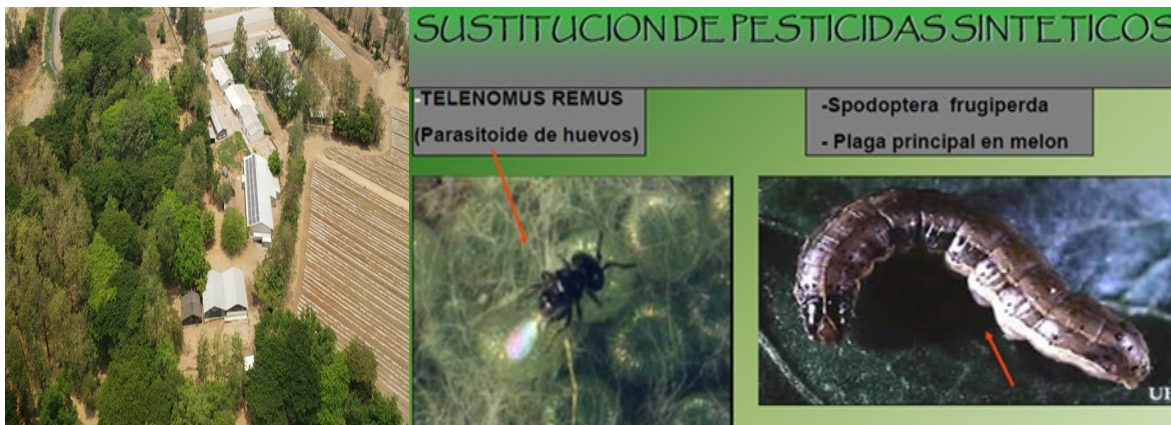 SUSTITUCION DE PESTICIDAS SINTETICOS
-TELENOMUS REMUS
(Parasitoide de huevos)
-Spodoptera frugiperda
- Plaga principal en melon